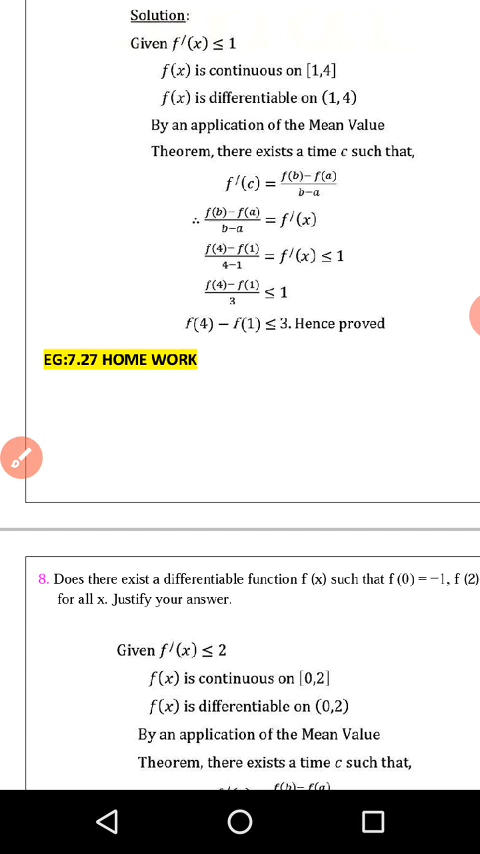 Solution:
Given f′(x) ≤ 1
f(x) is continuous on [1,4]
f(x) is differentiable on (1, 4)
By an application of the Mean Value
Theorem, there exists a time c such that,
f′(c) = f(b)− f(a) / b−a
∴ f(b)− f(a) / b−a = f′(x)
f(4)− f(1) / 4−1 = f′(x) ≤ 1
f(4)− f(1) / 3 ≤ 1
f(4) − f(1) ≤ 3. Hence proved
EG:7.27 HOME WORK
8. Does there exist a differentiable function f (x) such that f (0) = −1, f (2)
for all x. Justify your answer.
Given f′(x) ≤ 2
f(x) is continuous on [0,2]
f(x) is differentiable on (0,2)
By an application of the Mean Value
Theorem, there exists a time c such that,
f(b)− f(a)